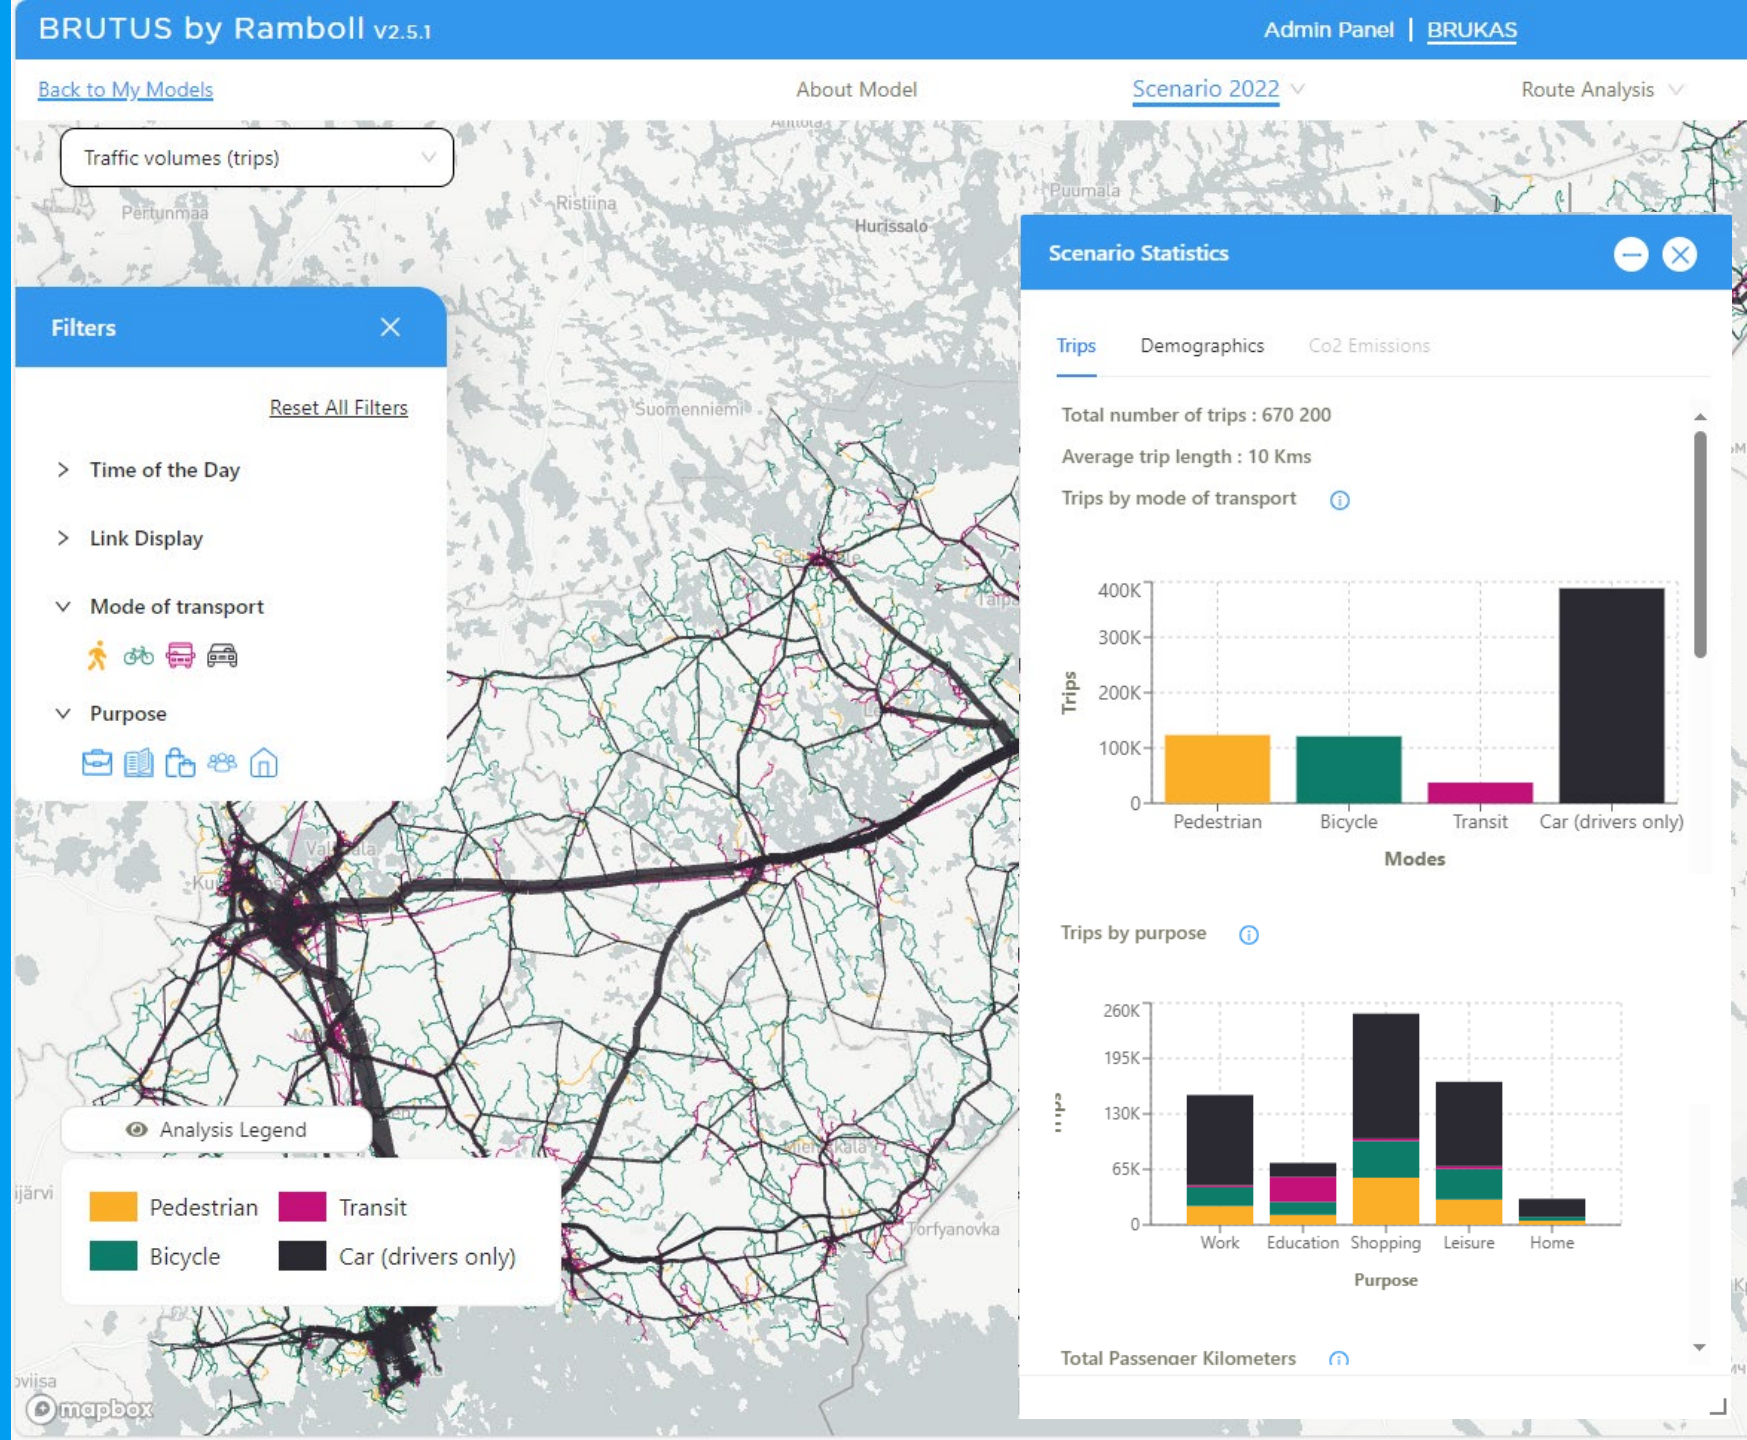 BRUTUS by Ramboll V2.5.1
Admin Panel | BRUKAS
Back to My Models
About Model
Scenario 2022
Route Analysis
Traffic volumes (trips)
Anttola
Pertunmaa
Ristiina
Puumala
Hurissalo
Scenario Statistics
Filters
Reset All Filters
Time of the Day
Link Display
Mode of transport
Purpose
Suomenniemi
Trips
Demographics
Co2 Emissions
Total number of trips : 670 200
Average trip length : 10 Kms
Trips by mode of transport
400K
300K
200K
100K
0
Trips
Pedestrian
Bicycle
Transit
Car (drivers only)
Modes
Trips by purpose
260K
195K
130K
65K
0
Trips
Work
Education
Shopping
Leisure
Home
Purpose
Total Passenger Kilometers
Analysis Legend
Pedestrian
Transit
Bicycle
Car (drivers only)
Torfyanovka
mapbox